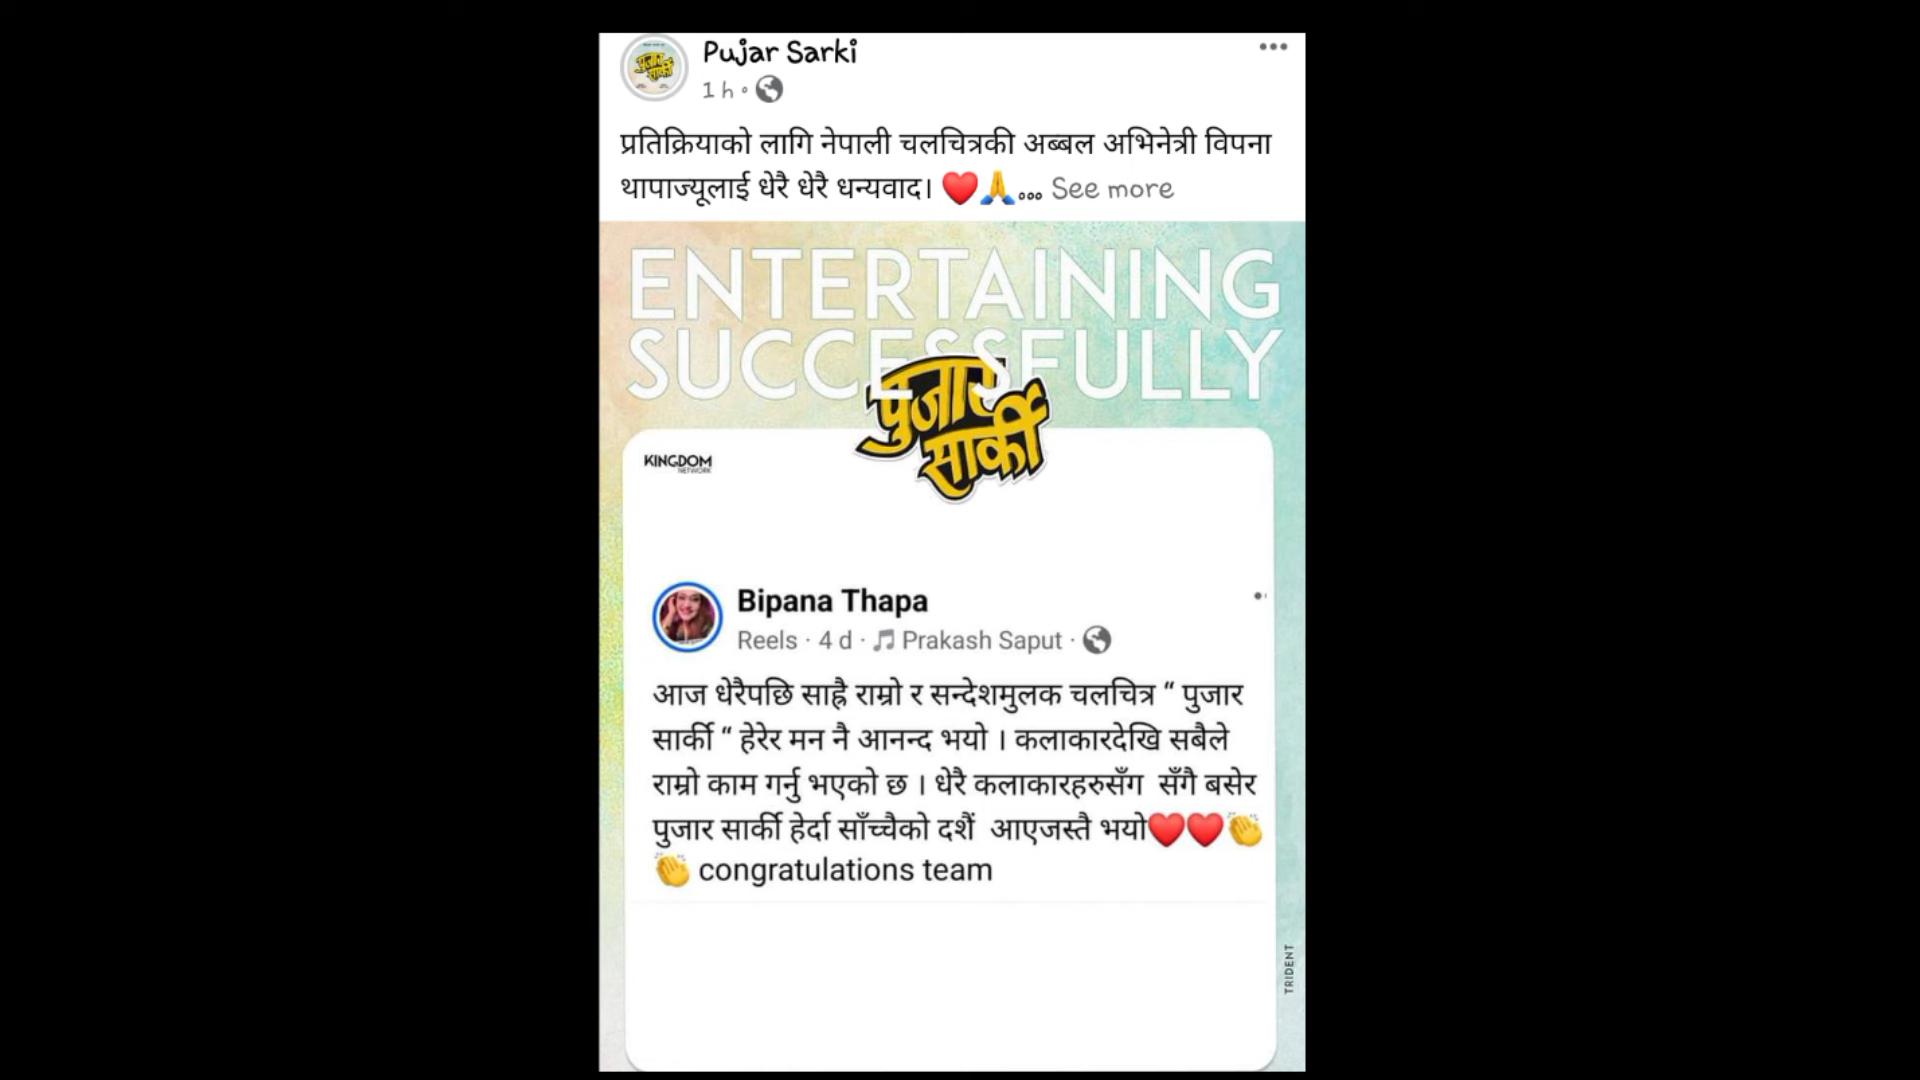 Pujar Sarki
1 h
प्रतिक्रियाको लागि नेपाली चलचित्रकी अब्बल अभिनेत्री विपना
थापाज्यूलाई धेरै धेरै धन्यवाद। ❤️🙏... See more
ENTERTAINING
SUCCESSFULLY
पुजार
सार्की
KINGDOM
NETWORK
Bipana Thapa
Reels · 4 d · 🎵 Prakash Saput ·
आज धेरैपछि साह्रै राम्रो र सन्देशमुलक चलचित्र “ पुजार
सार्की “ हेरेर मन नै आनन्द भयो । कलाकारदेखि सबैले
राम्रो काम गर्नु भएको छ । धेरै कलाकारहरुसँग सँगै बसेर
पुजार सार्की हेर्दा साँच्चैको दशैं आएजस्तै भयो❤️❤️👏
👏 congratulations team
TRIDENT